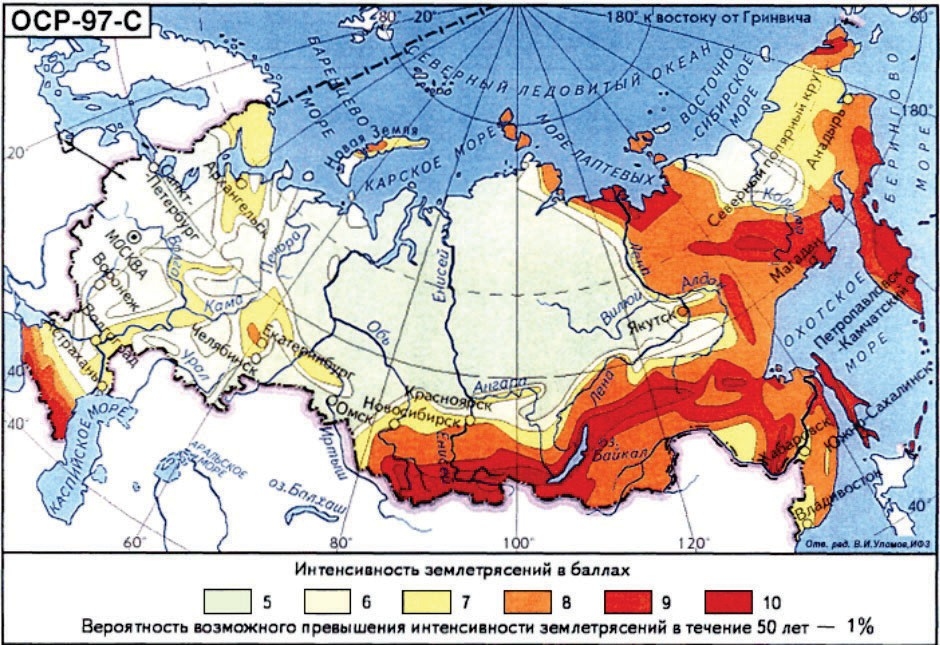 ОСР-97-С
80°
20°
180° к востоку от Гринвича
60°
БАРЕНЦЕВО
МОРЕ
СЕВЕРНЫЙ ЛЕДОВИТЫЙ ОКЕАН
ВОСТОЧНО-
СИБИРСКОЕ
МОРЕ
БЕРИНГОВО
МОРЕ
180°
20°
Новая Земля
КАРСКОЕ МОРЕ
МОРЕ ЛАПТЕВЫХ
Северный полярный круг
Анадырь
Санкт-
Петербург
Архангельск
МОСКВА
Воронеж
Волга
Печора
Кама
Енисей
Обь
Лена
Вилюй
Алдан
Якутск
Колыма
Магадан
Петропавловск-
Камчатский
ОХОТСКОЕ
МОРЕ
Волгоград
Астрахань
Урал
Челябинск
Екатеринбург
Омск
Новосибирск
Красноярск
Ангара
Лена
Енисей
Иртыш
оз.
Байкал
Хабаровск
Южно-Сахалинск
Владивосток
40°
40°
КАСПИЙСКОЕ МОРЕ
АРАЛЬСКОЕ
МОРЕ
оз.Балхаш
60°
80°
100°
120°
40°
Отв. ред. В.И.Уломов,ИФЗ
Интенсивность землетрясений в баллах
5 6 7 8 9 10
Вероятность возможного превышения интенсивности землетрясений в течение 50 лет — 1%